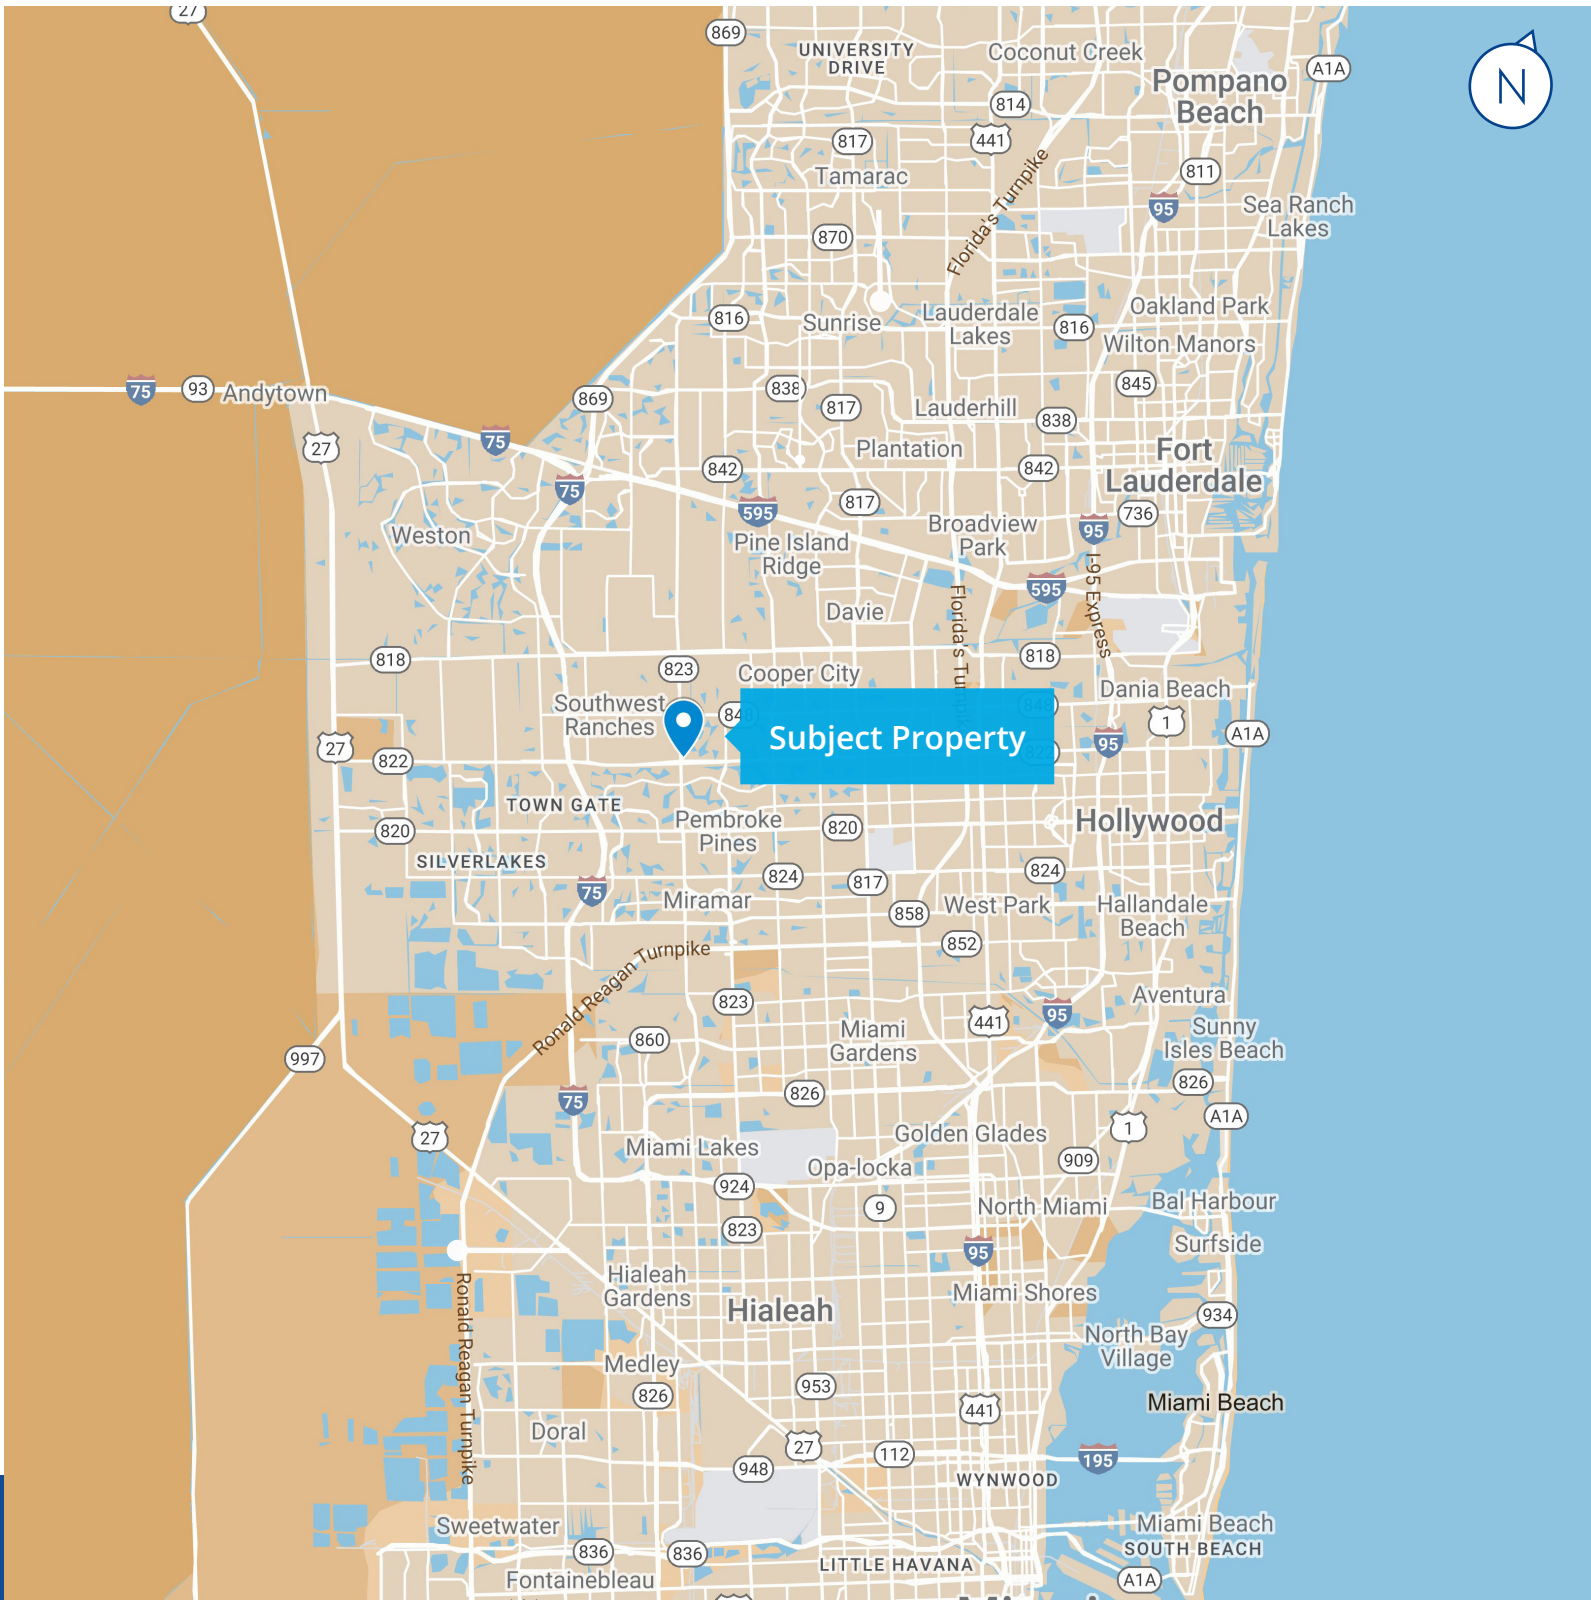 27
869
UNIVERSITY
DRIVE
Coconut Creek
Pompano
Beach
A1A
N
814
817
441
Tamarac
811
Florida's Turnpike
95
Sea Ranch
Lakes
870
816
Sunrise
Lauderdale
Lakes
816
Oakland Park
Wilton Manors
75
93
Andytown
869
838
817
Lauderhill
845
838
27
75
Plantation
Fort
Lauderdale
842
842
75
595
817
736
Weston
Pine Island
Ridge
Broadview
Park
95
I-95 Express
595
Davie
Florida's Turnpike
818
823
Cooper City
818
Southwest
Ranches
848
848
Dania Beach
1
Subject Property
27
822
822
95
A1A
TOWN GATE
820
Pembroke
Pines
820
Hollywood
SILVERLAKES
75
824
817
824
Miramar
858
West Park
Hallandale
Beach
852
Ronald Reagan Turnpike
823
Aventura
441
95
997
860
Miami
Gardens
Sunny
Isles Beach
75
826
826
A1A
27
Miami Lakes
Golden Glades
1
Opa-locka
909
924
9
North Miami
Bal Harbour
823
95
Surfside
Hialeah
Gardens
Hialeah
Miami Shores
934
Ronald Reagan Turnpike
North Bay
Village
Medley
826
953
441
Miami Beach
Doral
27
112
948
195
WYNWOOD
Sweetwater
Miami Beach
SOUTH BEACH
836
836
LITTLE HAVANA
Fontainebleau
A1A